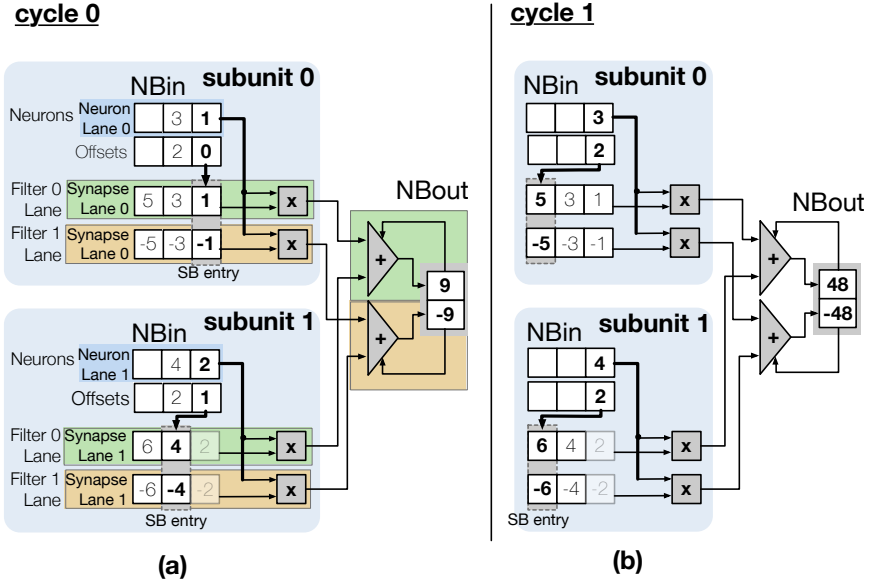 cycle 0
subunit 0
NBin
Neurons
Neuron
Lane 0
3 1
Offsets
2 0
Filter 0
Lane
Synapse
Lane 0
5 3 1
x
Filter 1
Lane
Synapse
Lane 0
-5 -3 -1
x
SB entry
NBout
+
9
-9
+
subunit 1
NBin
Neurons
Neuron
Lane 1
4 2
Offsets
2 1
Filter 0
Lane
Synapse
Lane 1
6 4 2
x
Filter 1
Lane
Synapse
Lane 1
-6 -4 -2
x
SB entry
(a)
cycle 1
subunit 0
NBin
3
2
5 3 1
x
-5 -3 -1
x
NBout
+
48
-48
+
subunit 1
NBin
4
2
6 4 2
x
-6 -4 -2
x
SB entry
(b)